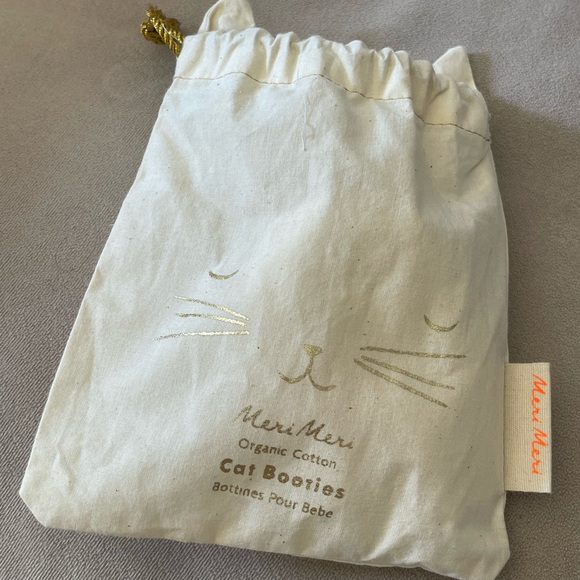 Meri Meri
Organic Cotton
Cat Booties
Bottines Pour Bebe
Meri Meri